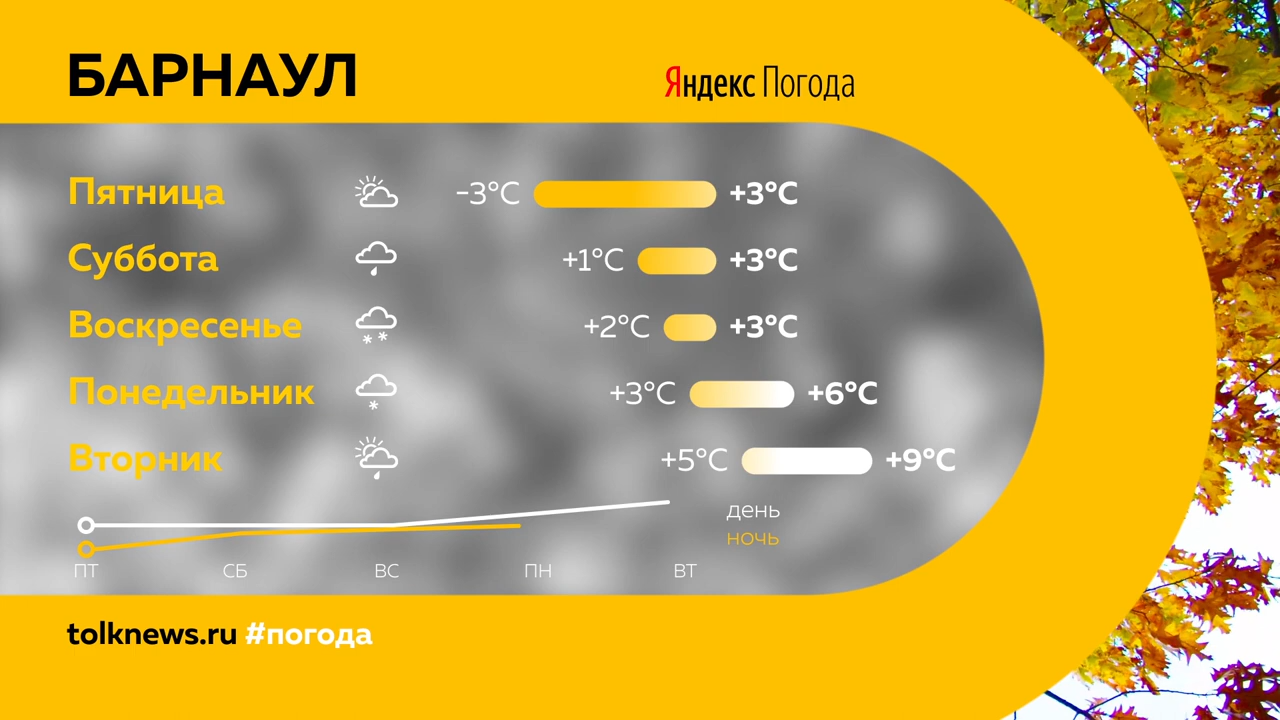 БАРНАУЛ
Яндекс Погода
Пятница −3°C +3°C
Суббота +1°C +3°C
Воскресенье +2°C +3°C
Понедельник +3°C +6°C
Вторник +5°C +9°C
день
ночь
ПТ СБ ВС ПН ВТ
tolknews.ru #погода